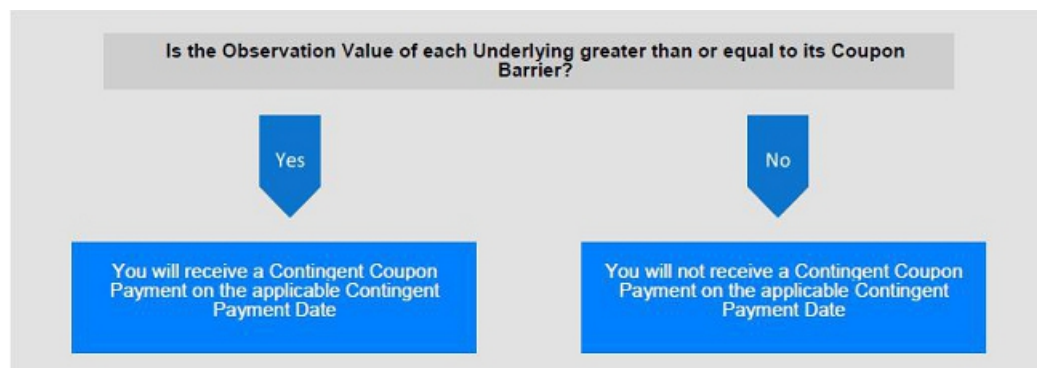 Is the Observation Value of each Underlying greater than or equal to its Coupon
Barrier?
Yes
No
You will receive a Contingent Coupon
Payment on the applicable Contingent
Payment Date
You will not receive a Contingent Coupon
Payment on the applicable Contingent
Payment Date